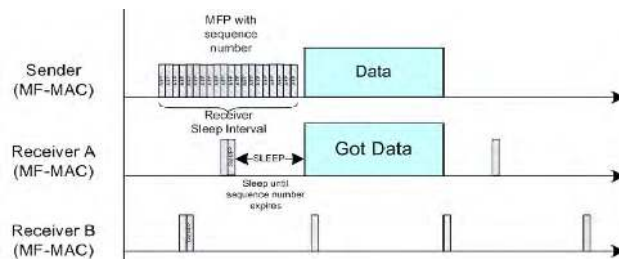 MFP with
sequence
number
Sender
(MF-MAC)
Data
Receiver
Sleep Interval
Receiver A
(MF-MAC)
SLEEP
Got Data
Sleep until
sequence number
expires
Receiver B
(MF-MAC)